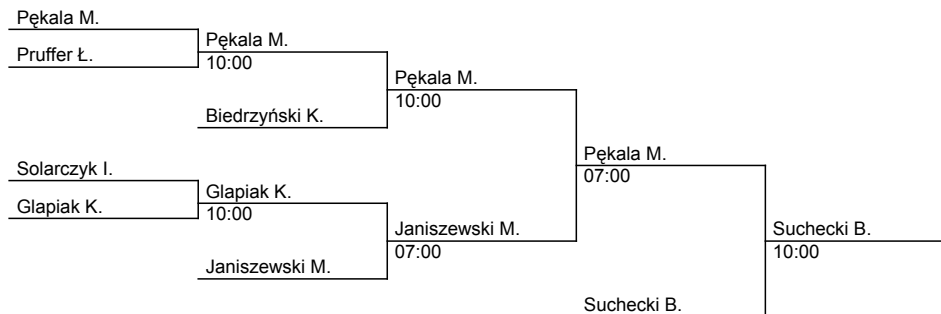 Pękala M.
Pruffer Ł.
Pękala M.
10:00
Biedrzyński K.
Pękala M.
10:00
Solarczyk I.
Glapiak K.
Glapiak K.
10:00
Janiszewski M.
Janiszewski M.
07:00
Pękala M.
07:00
Suchecki B.
Suchecki B.
10:00